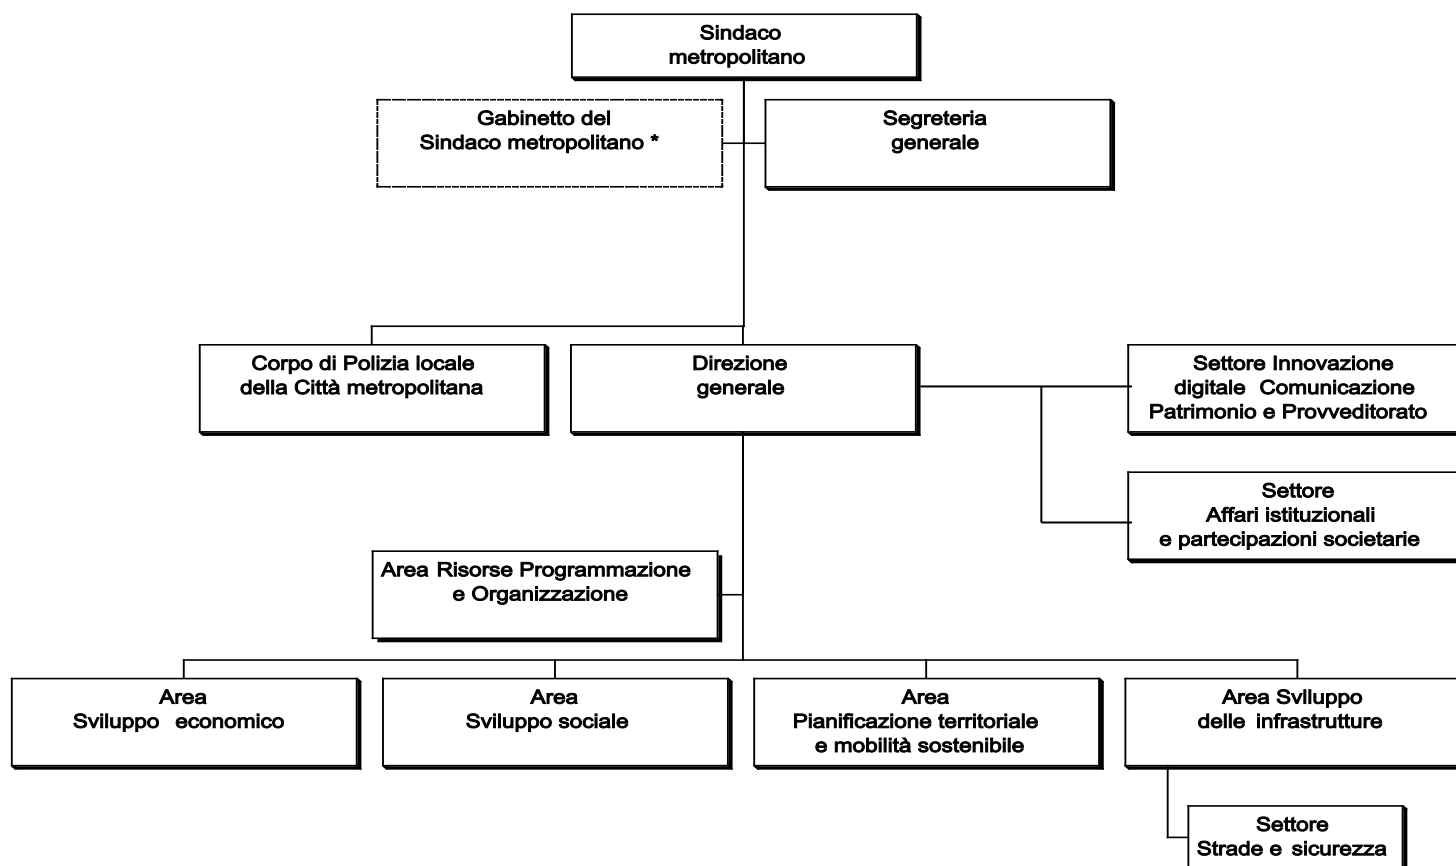 Sindaco
metropolitano
Gabinetto del
Sindaco metropolitano *
Segreteria
generale
Corpo di Polizia locale
della Città metropolitana
Direzione
generale
Settore Innovazione
digitale Comunicazione
Patrimonio e Provveditorato
Settore
Affari istituzionali
e partecipazioni societarie
Area Risorse Programmazione
e Organizzazione
Area
Sviluppo economico
Area
Sviluppo sociale
Area
Pianificazione territoriale
e mobilità sostenibile
Area Sviluppo
delle infrastrutture
Settore
Strade e sicurezza